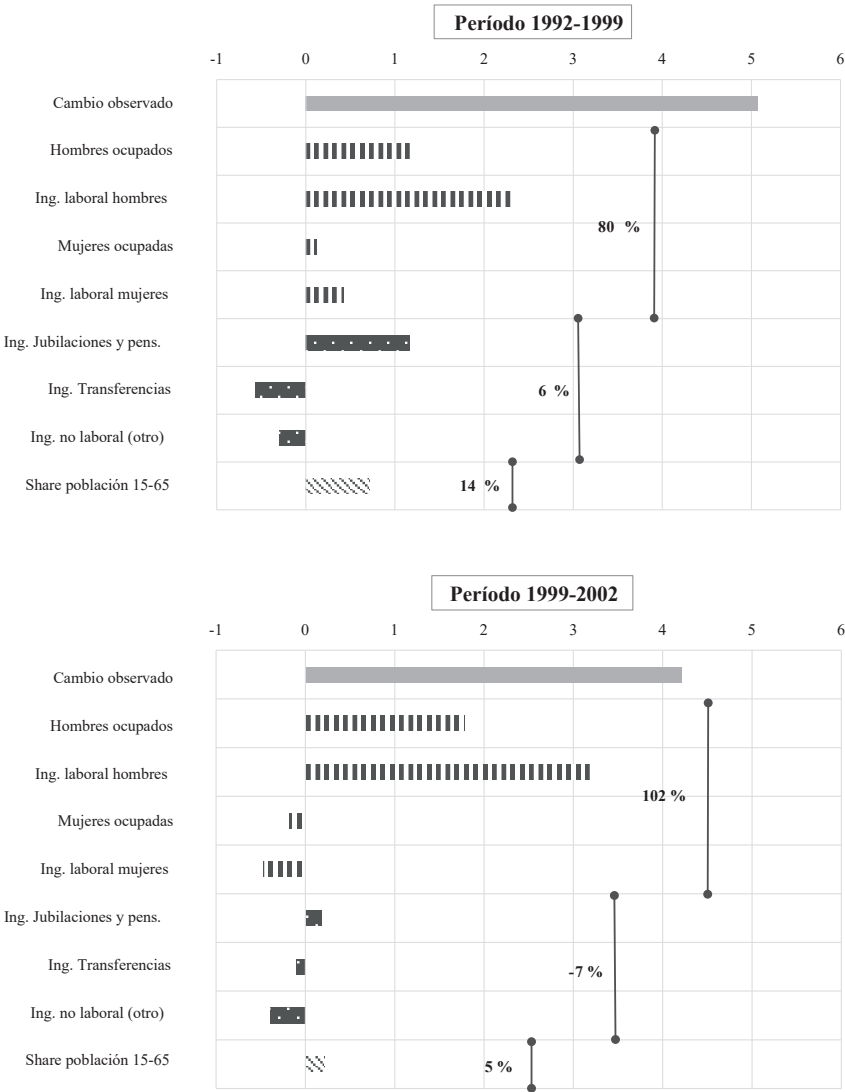 Período 1992-1999
-1 0 1 2 3 4 5 6
Cambio observado
Hombres ocupados
Ing. laboral hombres
80 %
Mujeres ocupadas
Ing. laboral mujeres
Ing. Jubilaciones y pens.
Ing. Transferencias
6 %
Ing. no laboral (otro)
Share población 15-65
14 %
Período 1999-2002
-1 0 1 2 3 4 5 6
Cambio observado
Hombres ocupados
Ing. laboral hombres
102 %
Mujeres ocupadas
Ing. laboral mujeres
Ing. Jubilaciones y pens.
Ing. Transferencias
-7 %
Ing. no laboral (otro)
Share población 15-65
5 %